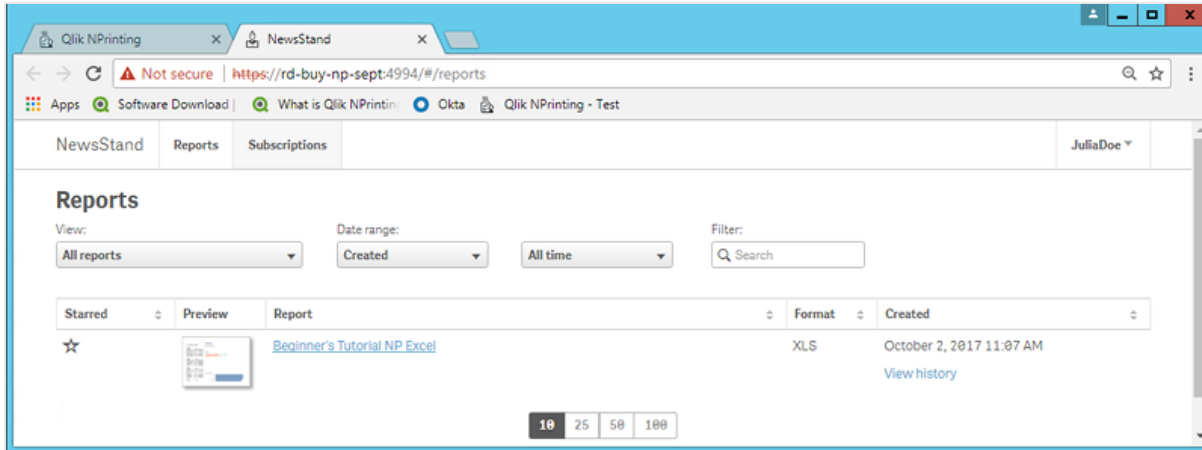 Qlik NPrinting NewsStand
Not secure https://rd-buy-np-sept:4994/#/reports
Apps Software Download | What is Qlik NPrintin Okta Qlik NPrinting - Test
NewsStand Reports Subscriptions JuliaDoe
Reports
View: Date range: Filter:
All reports Created All time Search
Starred Preview Report Format Created
Beginner's Tutorial NP Excel XLS October 2, 2017 11:07 AM
View history
10 25 50 100